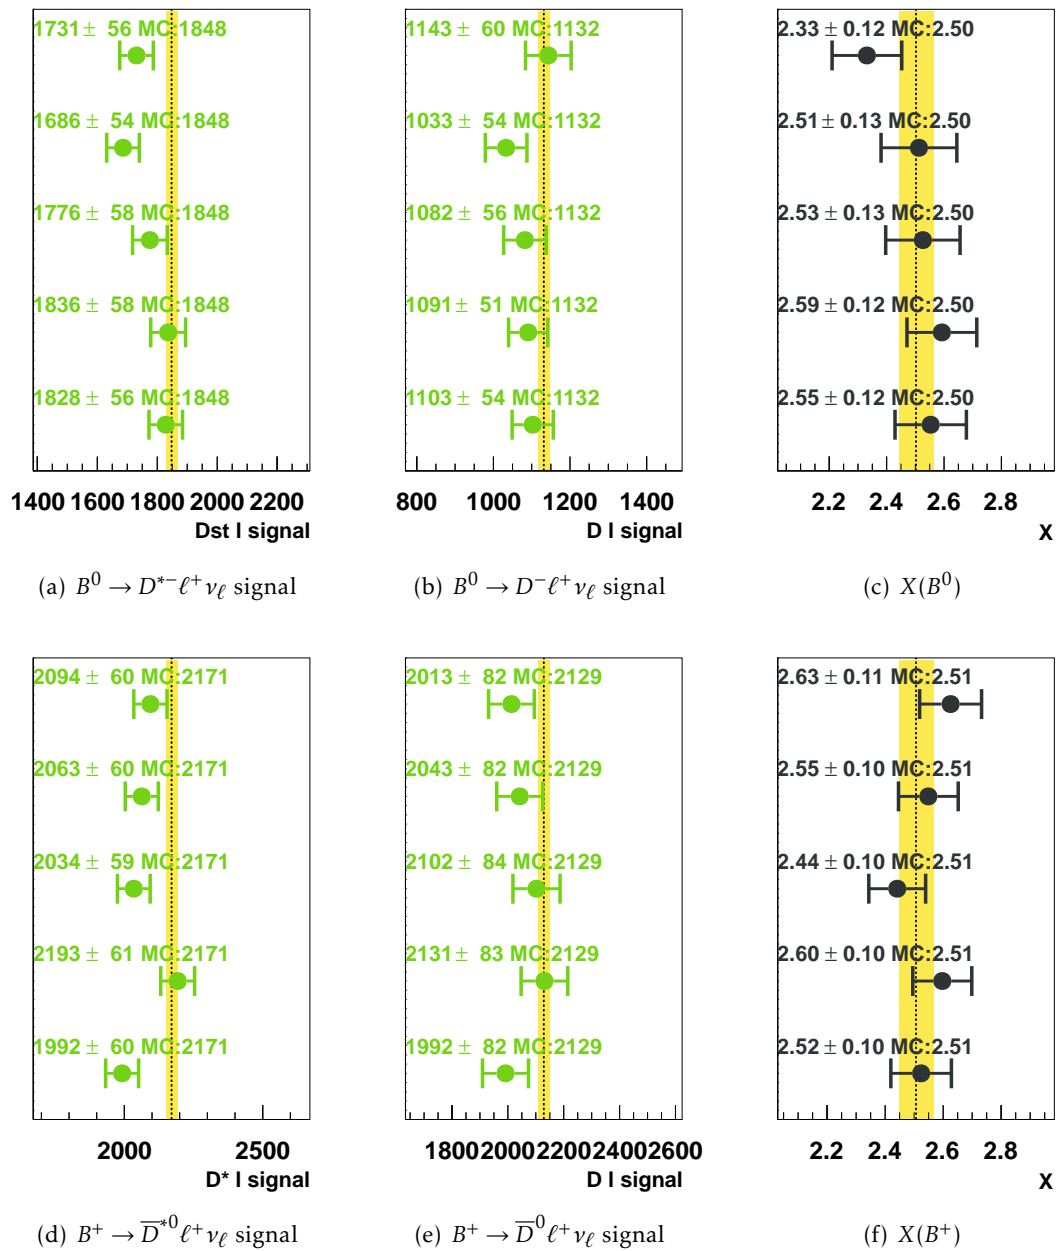 1731 ± 56 MC:1848
1686 ± 54 MC:1848
1776 ± 58 MC:1848
1836 ± 58 MC:1848
1828 ± 56 MC:1848
1400 1600 1800 2000 2200
Dst l signal
(a) B⁰ → D*⁻ℓ⁺νℓ signal
1143 ± 60 MC:1132
1033 ± 54 MC:1132
1082 ± 56 MC:1132
1091 ± 51 MC:1132
1103 ± 54 MC:1132
800 1000 1200 1400
D l signal
(b) B⁰ → D⁻ℓ⁺νℓ signal
2.33 ± 0.12 MC:2.50
2.51 ± 0.13 MC:2.50
2.53 ± 0.13 MC:2.50
2.59 ± 0.12 MC:2.50
2.55 ± 0.12 MC:2.50
2.2 2.4 2.6 2.8
X
(c) X(B⁰)
2094 ± 60 MC:2171
2063 ± 60 MC:2171
2034 ± 59 MC:2171
2193 ± 61 MC:2171
1992 ± 60 MC:2171
2000 2500
D* l signal
(d) B⁺ → D̅*⁰ℓ⁺νℓ signal
2013 ± 82 MC:2129
2043 ± 82 MC:2129
2102 ± 84 MC:2129
2131 ± 83 MC:2129
1992 ± 82 MC:2129
1800 2000 2200 2400 2600
D l signal
(e) B⁺ → D̅⁰ℓ⁺νℓ signal
2.63 ± 0.11 MC:2.51
2.55 ± 0.10 MC:2.51
2.44 ± 0.10 MC:2.51
2.60 ± 0.10 MC:2.51
2.52 ± 0.10 MC:2.51
2.2 2.4 2.6 2.8
X
(f) X(B⁺)